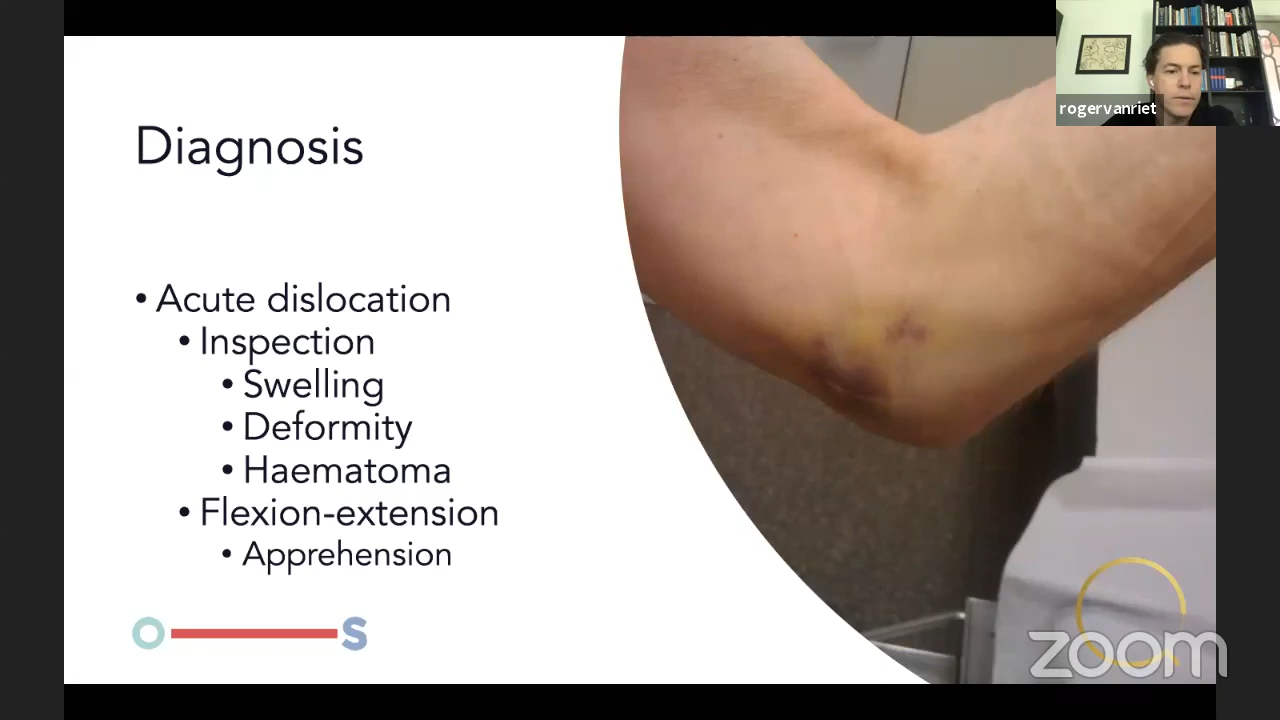 rogervanriet
Diagnosis
• Acute dislocation
• Inspection
• Swelling
• Deformity
• Haematoma
• Flexion-extension
• Apprehension
O S
zoom